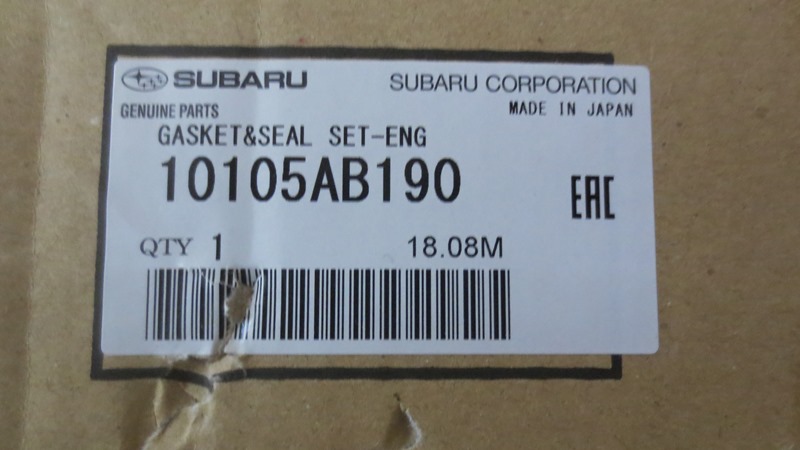 SUBARU SUBARU CORPORATION
GENUINE PARTS MADE IN JAPAN
GASKET&SEAL SET-ENG
10105AB190 EAC
QTY 1 18.08M